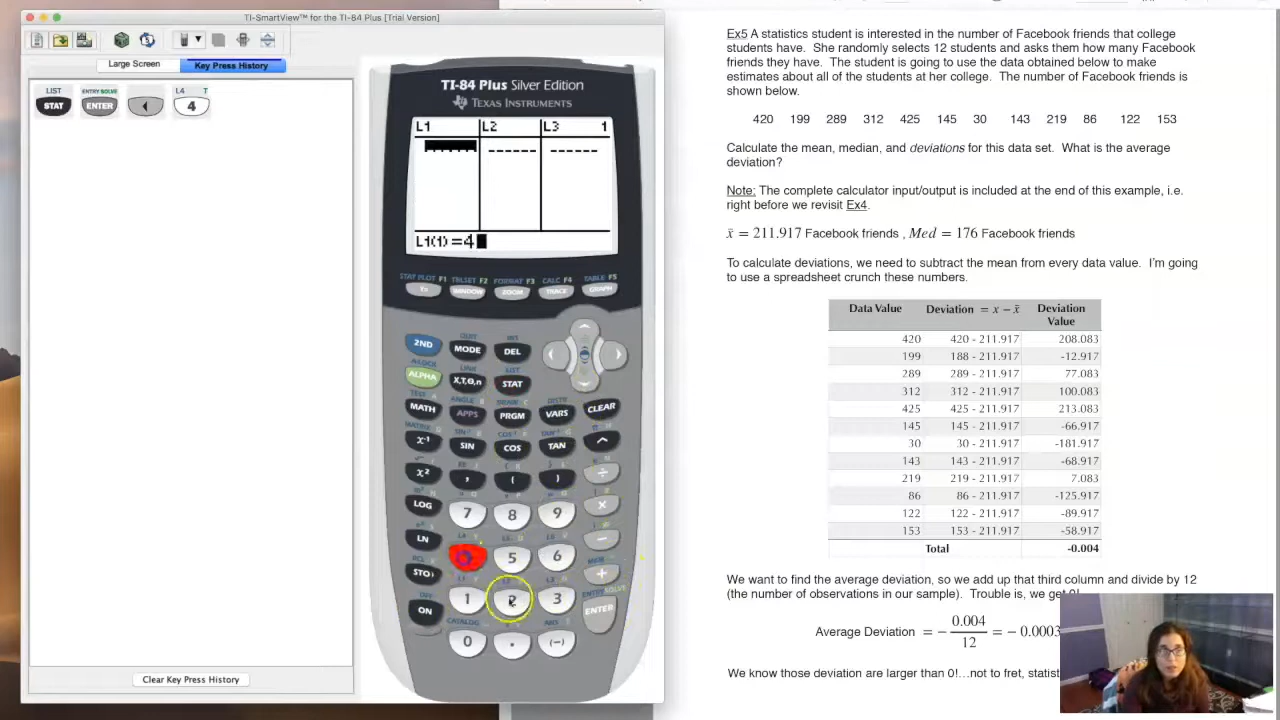 TI-SmartView™ for the TI-84 Plus [Trial Version]
Large Screen
Key Press History
LIST
ENTRY SOLVE
L4 T
STAT
ENTER
4
Clear Key Press History
TI-84 Plus Silver Edition
TEXAS INSTRUMENTS
L1 L2 L3 1
------ ------
L1(1)=4
STAT PLOT F1 TBLSET F2 FORMAT F3 CALC F4 TABLE F5
Y= WINDOW ZOOM TRACE GRAPH
2ND MODE DEL
ALPHA X,T,Θ,n STAT
MATH APPS PRGM VARS CLEAR
x⁻¹ SIN COS TAN ^
x² , ( ) ÷
LOG 7 8 9 ×
LN 5 6 −
STO› 1 2 3 +
ON 0 . (−) ENTER
Ex5 A statistics student is interested in the number of Facebook friends that college
students have. She randomly selects 12 students and asks them how many Facebook
friends they have. The student is going to use the data obtained below to make
estimates about all of the students at her college. The number of Facebook friends is
shown below.
420 199 289 312 425 145 30 143 219 86 122 153
Calculate the mean, median, and deviations for this data set. What is the average
deviation?
Note: The complete calculator input/output is included at the end of this example, i.e.
right before we revisit Ex4.
x̄ = 211.917 Facebook friends , Med = 176 Facebook friends
To calculate deviations, we need to subtract the mean from every data value. I'm going
to use a spreadsheet crunch these numbers.
Data Value Deviation = x − x̄ Deviation
Value
420 420 - 211.917 208.083
199 188 - 211.917 -12.917
289 289 - 211.917 77.083
312 312 - 211.917 100.083
425 425 - 211.917 213.083
145 145 - 211.917 -66.917
30 30 - 211.917 -181.917
143 143 - 211.917 -68.917
219 219 - 211.917 7.083
86 86 - 211.917 -125.917
122 122 - 211.917 -89.917
153 153 - 211.917 -58.917
Total -0.004
We want to find the average deviation, so we add up that third column and divide by 12
(the number of observations in our sample). Trouble is, we get 0!
Average Deviation = − 0.004 / 12 = − 0.0003
We know those deviation are larger than 0!…not to fret, statist